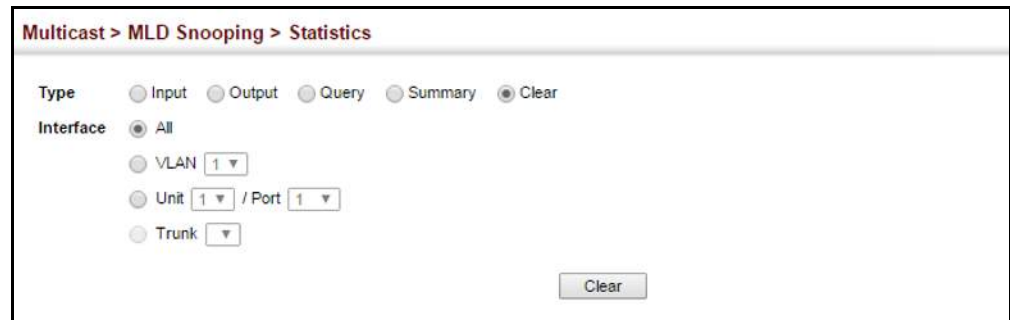 Multicast > MLD Snooping > Statistics
Type Input Output Query Summary Clear
Interface All
VLAN 1
Unit 1 / Port 1
Trunk
Clear